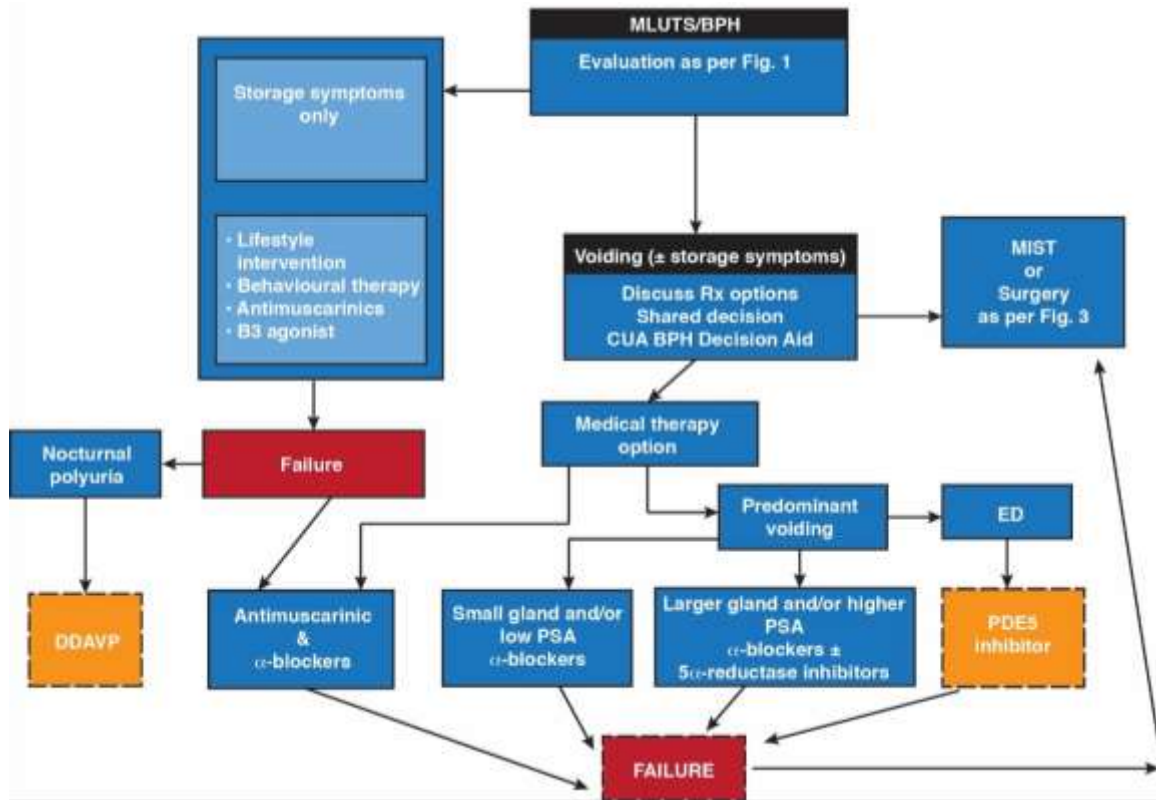 MLUTS/BPH
Evaluation as per Fig. 1
Storage symptoms
only
• Lifestyle
intervention
• Behavioural therapy
• Antimuscarinics
• B3 agonist
Voiding (± storage symptoms)
Discuss Rx options
Shared decision
CUA BPH Decision Aid
MIST
or
Surgery
as per Fig. 3
Medical therapy
option
Nocturnal
polyuria
Failure
Predominant
voiding
ED
DDAVP
Antimuscarinic
&
α-blockers
Small gland and/or
low PSA
α-blockers
Larger gland and/or higher
PSA
α-blockers ±
5α-reductase inhibitors
PDE5
inhibitor
FAILURE